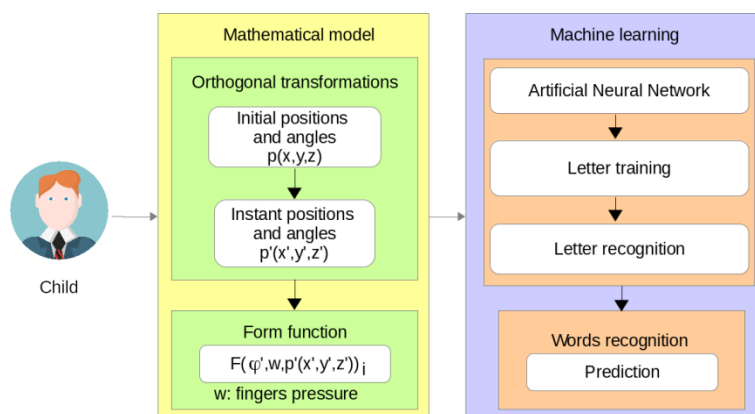 Child
Mathematical model
Orthogonal transformations
Initial positions
and angles
p(x,y,z)
Instant positions
and angles
p'(x',y',z')
Form function
F(φ',w,p'(x',y',z'))i
w: fingers pressure
Machine learning
Artificial Neural Network
Letter training
Letter recognition
Words recognition
Prediction